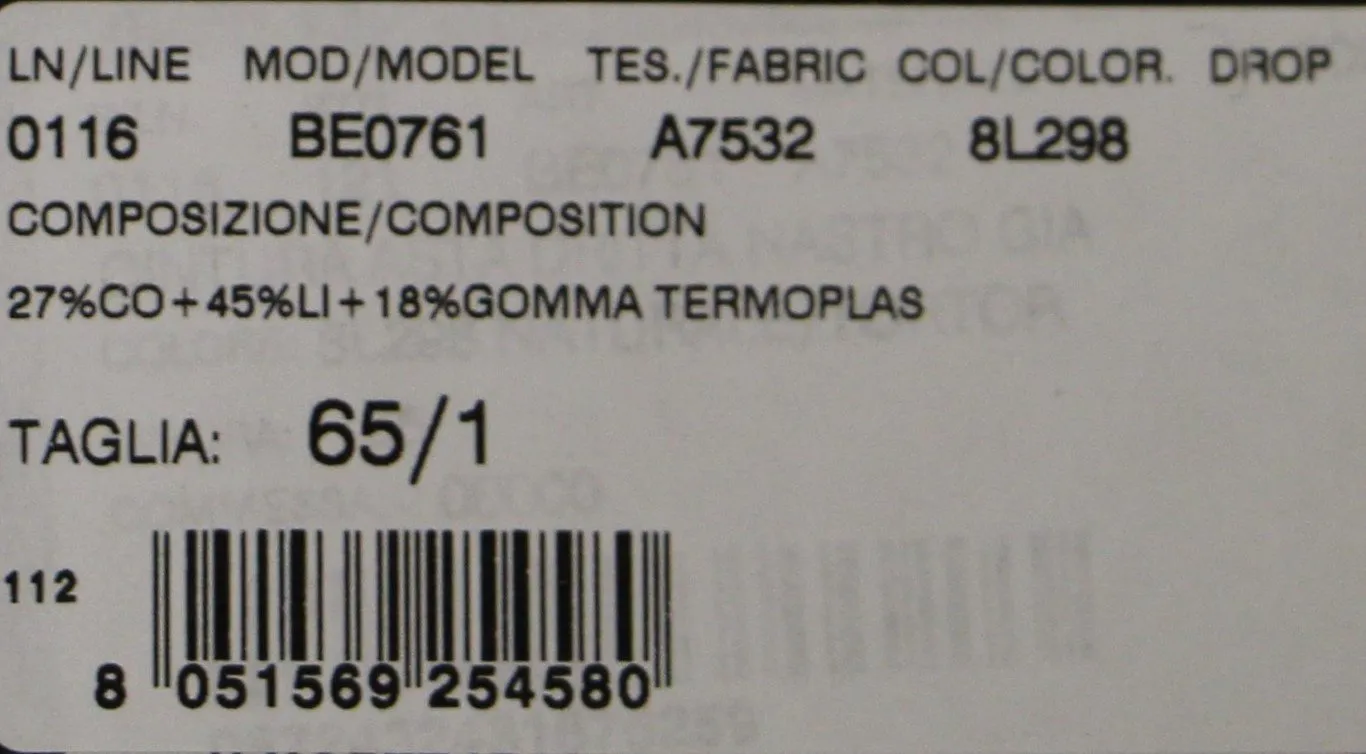 LN/LINE MOD/MODEL TES./FABRIC COL/COLOR. DROP
0116 BE0761 A7532 8L298
COMPOSIZIONE/COMPOSITION
27%CO+45%LI+18%GOMMA TERMOPLAS
TAGLIA: 65/1
112
8 051569 254580